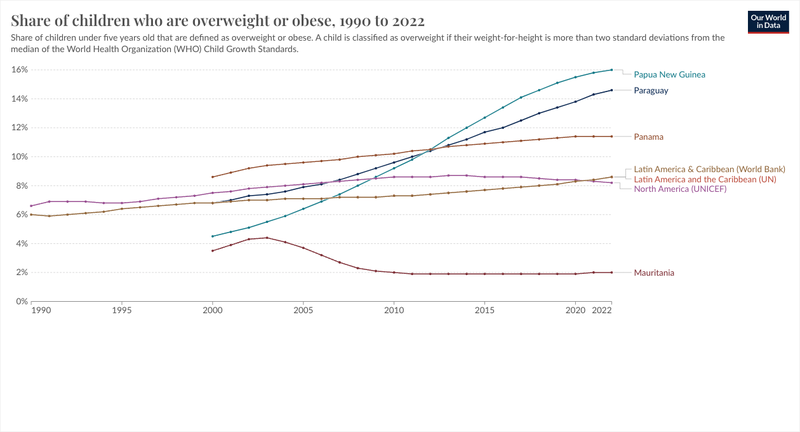 Share of children who are overweight or obese, 1990 to 2022
Our World
in Data
Share of children under five years old that are defined as overweight or obese. A child is classified as overweight if their weight-for-height is more than two standard deviations from the
median of the World Health Organization (WHO) Child Growth Standards.
16%
14%
12%
10%
8%
6%
4%
2%
0%
Papua New Guinea
Paraguay
Panama
Latin America & Caribbean (World Bank)
Latin America and the Caribbean (UN)
North America (UNICEF)
Mauritania
1990
1995
2000
2005
2010
2015
2020
2022